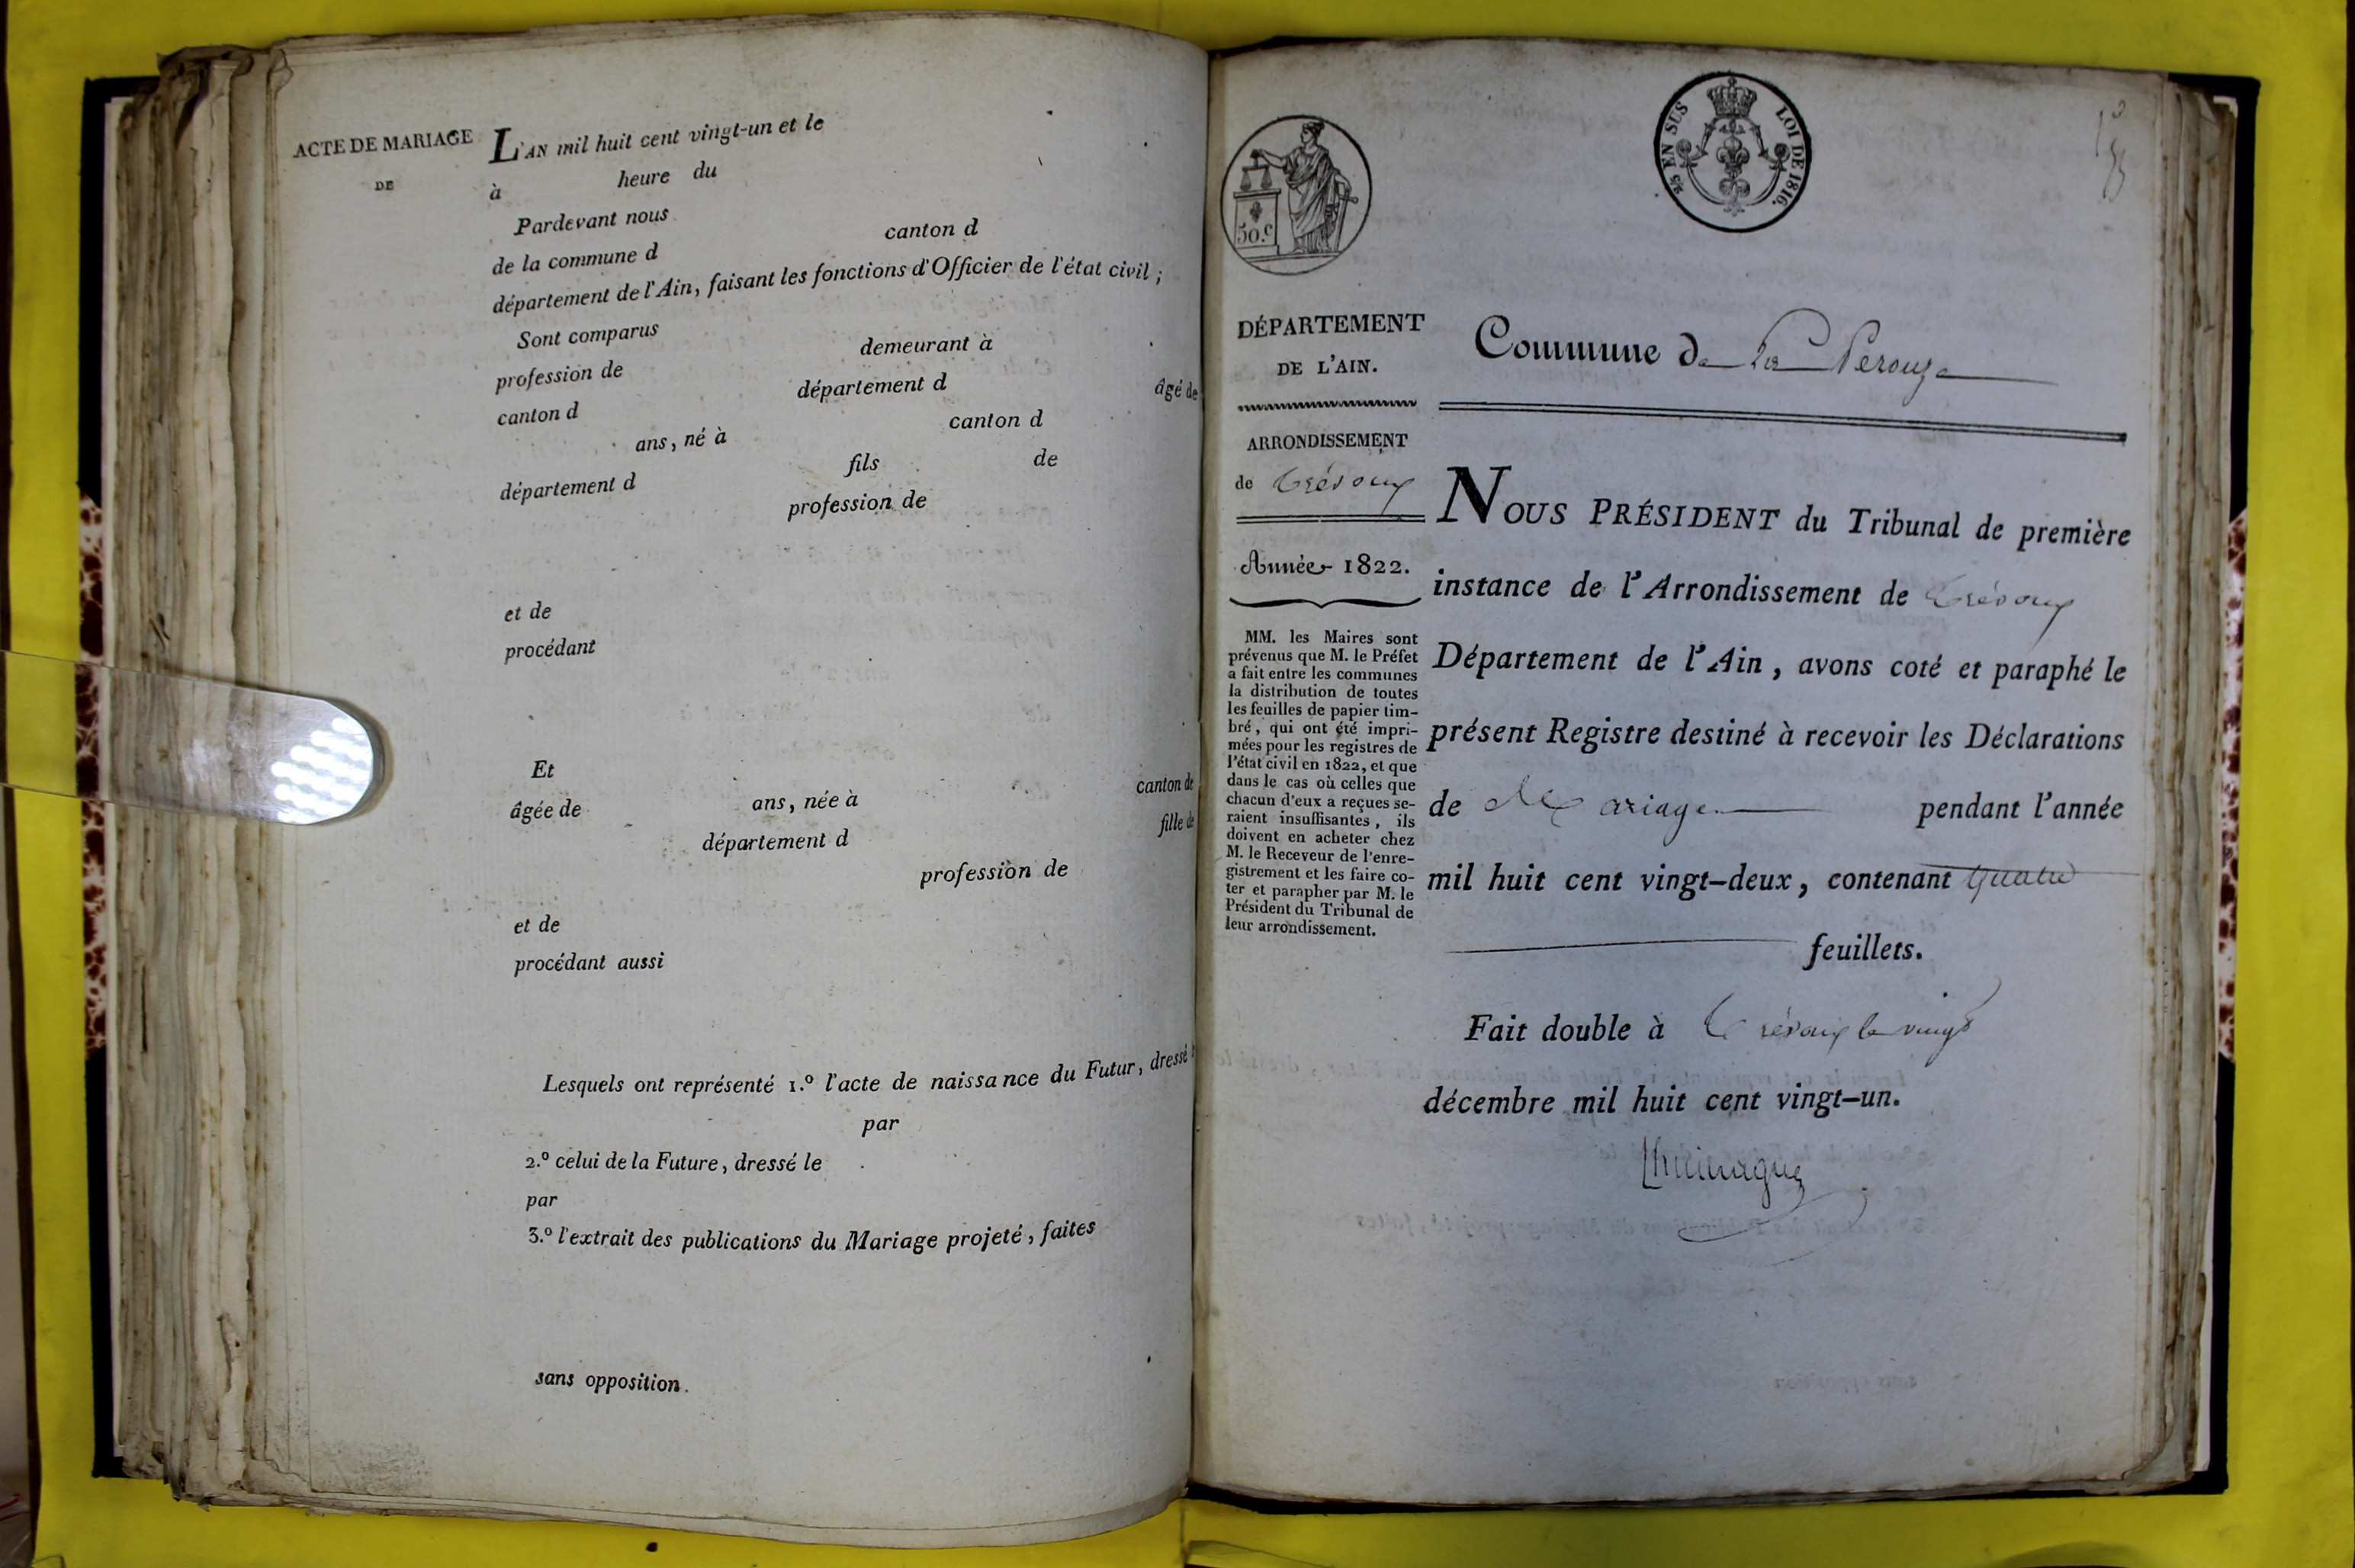 ACTE DE MARIAGE
DE
L'AN mil huit cent vingt-un et le
à heure du
Pardevant nous
de la commune d canton d
département de l'Ain, faisant les fonctions d'Officier de l'état civil ;
Sont comparus
profession de demeurant à
canton d département d âgé de
ans, né à canton d
département d fils de
profession de
et de
procédant
Et
âgée de ans, née à canton de
département d fille de
profession de
et de
procédant aussi
Lesquels ont représenté 1.º l'acte de naissance du Futur, dressé
par
2.º celui de la Future, dressé le
par
3.º l'extrait des publications du Mariage projeté, faites
sans opposition.
25 EN SUS LOI DE 1816.
50.c
DÉPARTEMENT
DE L'AIN.
ARRONDISSEMENT
de Trévoux
Année 1822.
MM. les Maires sont
prévenus que M. le Préfet
a fait entre les communes
la distribution de toutes
les feuilles de papier tim-
bré, qui ont été impri-
mées pour les registres de
l'état civil en 1822, et que
dans le cas où celles que
chacun d'eux a reçues se-
raient insuffisantes, ils
doivent en acheter chez
M. le Receveur de l'enre-
gistrement et les faire co-
ter et parapher par M. le
Président du Tribunal de
leur arrondissement.
Commune de La Perouze
NOUS PRÉSIDENT du Tribunal de première
instance de l'Arrondissement de Trévoux
Département de l'Ain, avons coté et paraphé le
présent Registre destiné à recevoir les Déclarations
de Mariage pendant l'année
mil huit cent vingt-deux, contenant quatre
feuillets.
Fait double à Trévoux le vingt
décembre mil huit cent vingt-un.